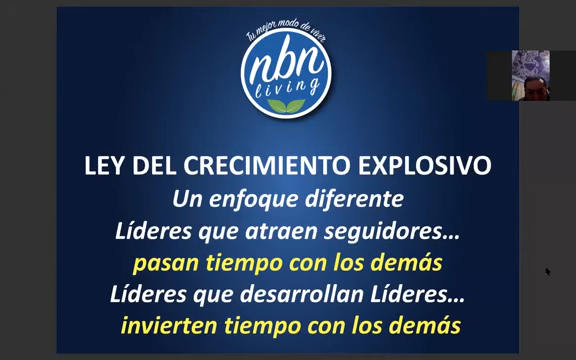 Tu mejor modo de vivir
nbn
living
LEY DEL CRECIMIENTO EXPLOSIVO
Un enfoque diferente
Líderes que atraen seguidores...
pasan tiempo con los demás
Líderes que desarrollan Líderes...
invierten tiempo con los demás